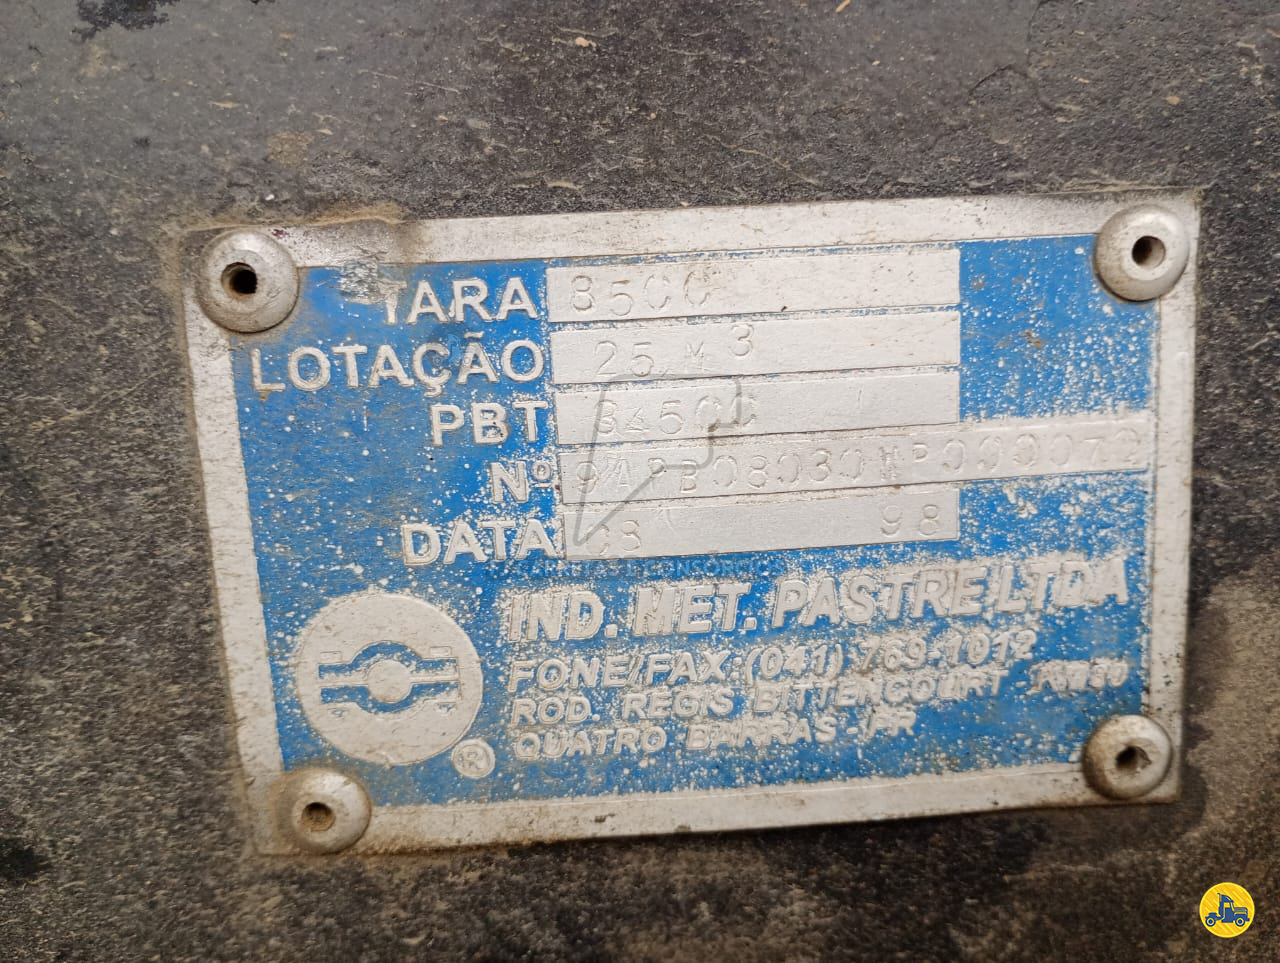 TARA 8500
LOTAÇÃO 25 M 3
PBT 34500
Nº 9APB08030WP000072
DATA 08 98
IND. MET. PASTRE LTDA
FONE/FAX (041) 769-1012
ROD. REGIS BITTENCOURT
QUATRO BARRAS - PR
®